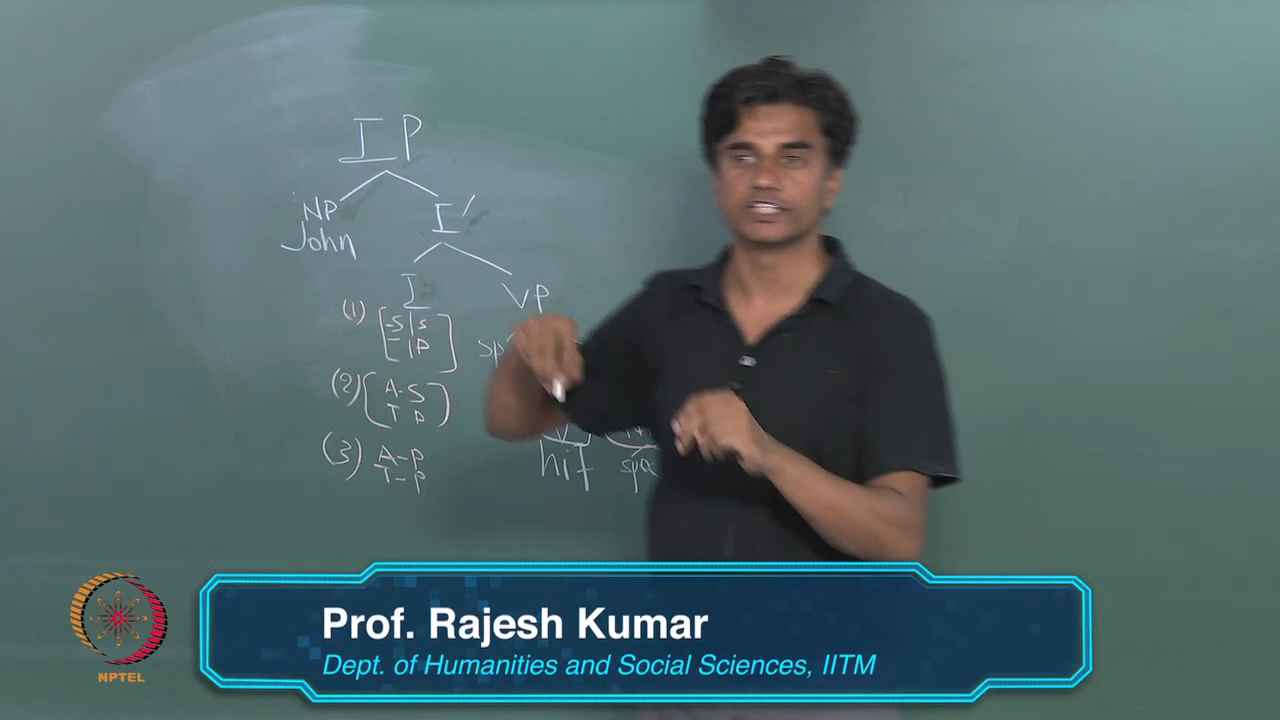 IP
NP I′
John
I VP
(1)
(2) A-S
T P
(3) A-P
T-P
hit
Prof. Rajesh Kumar
Dept. of Humanities and Social Sciences, IITM
NPTEL